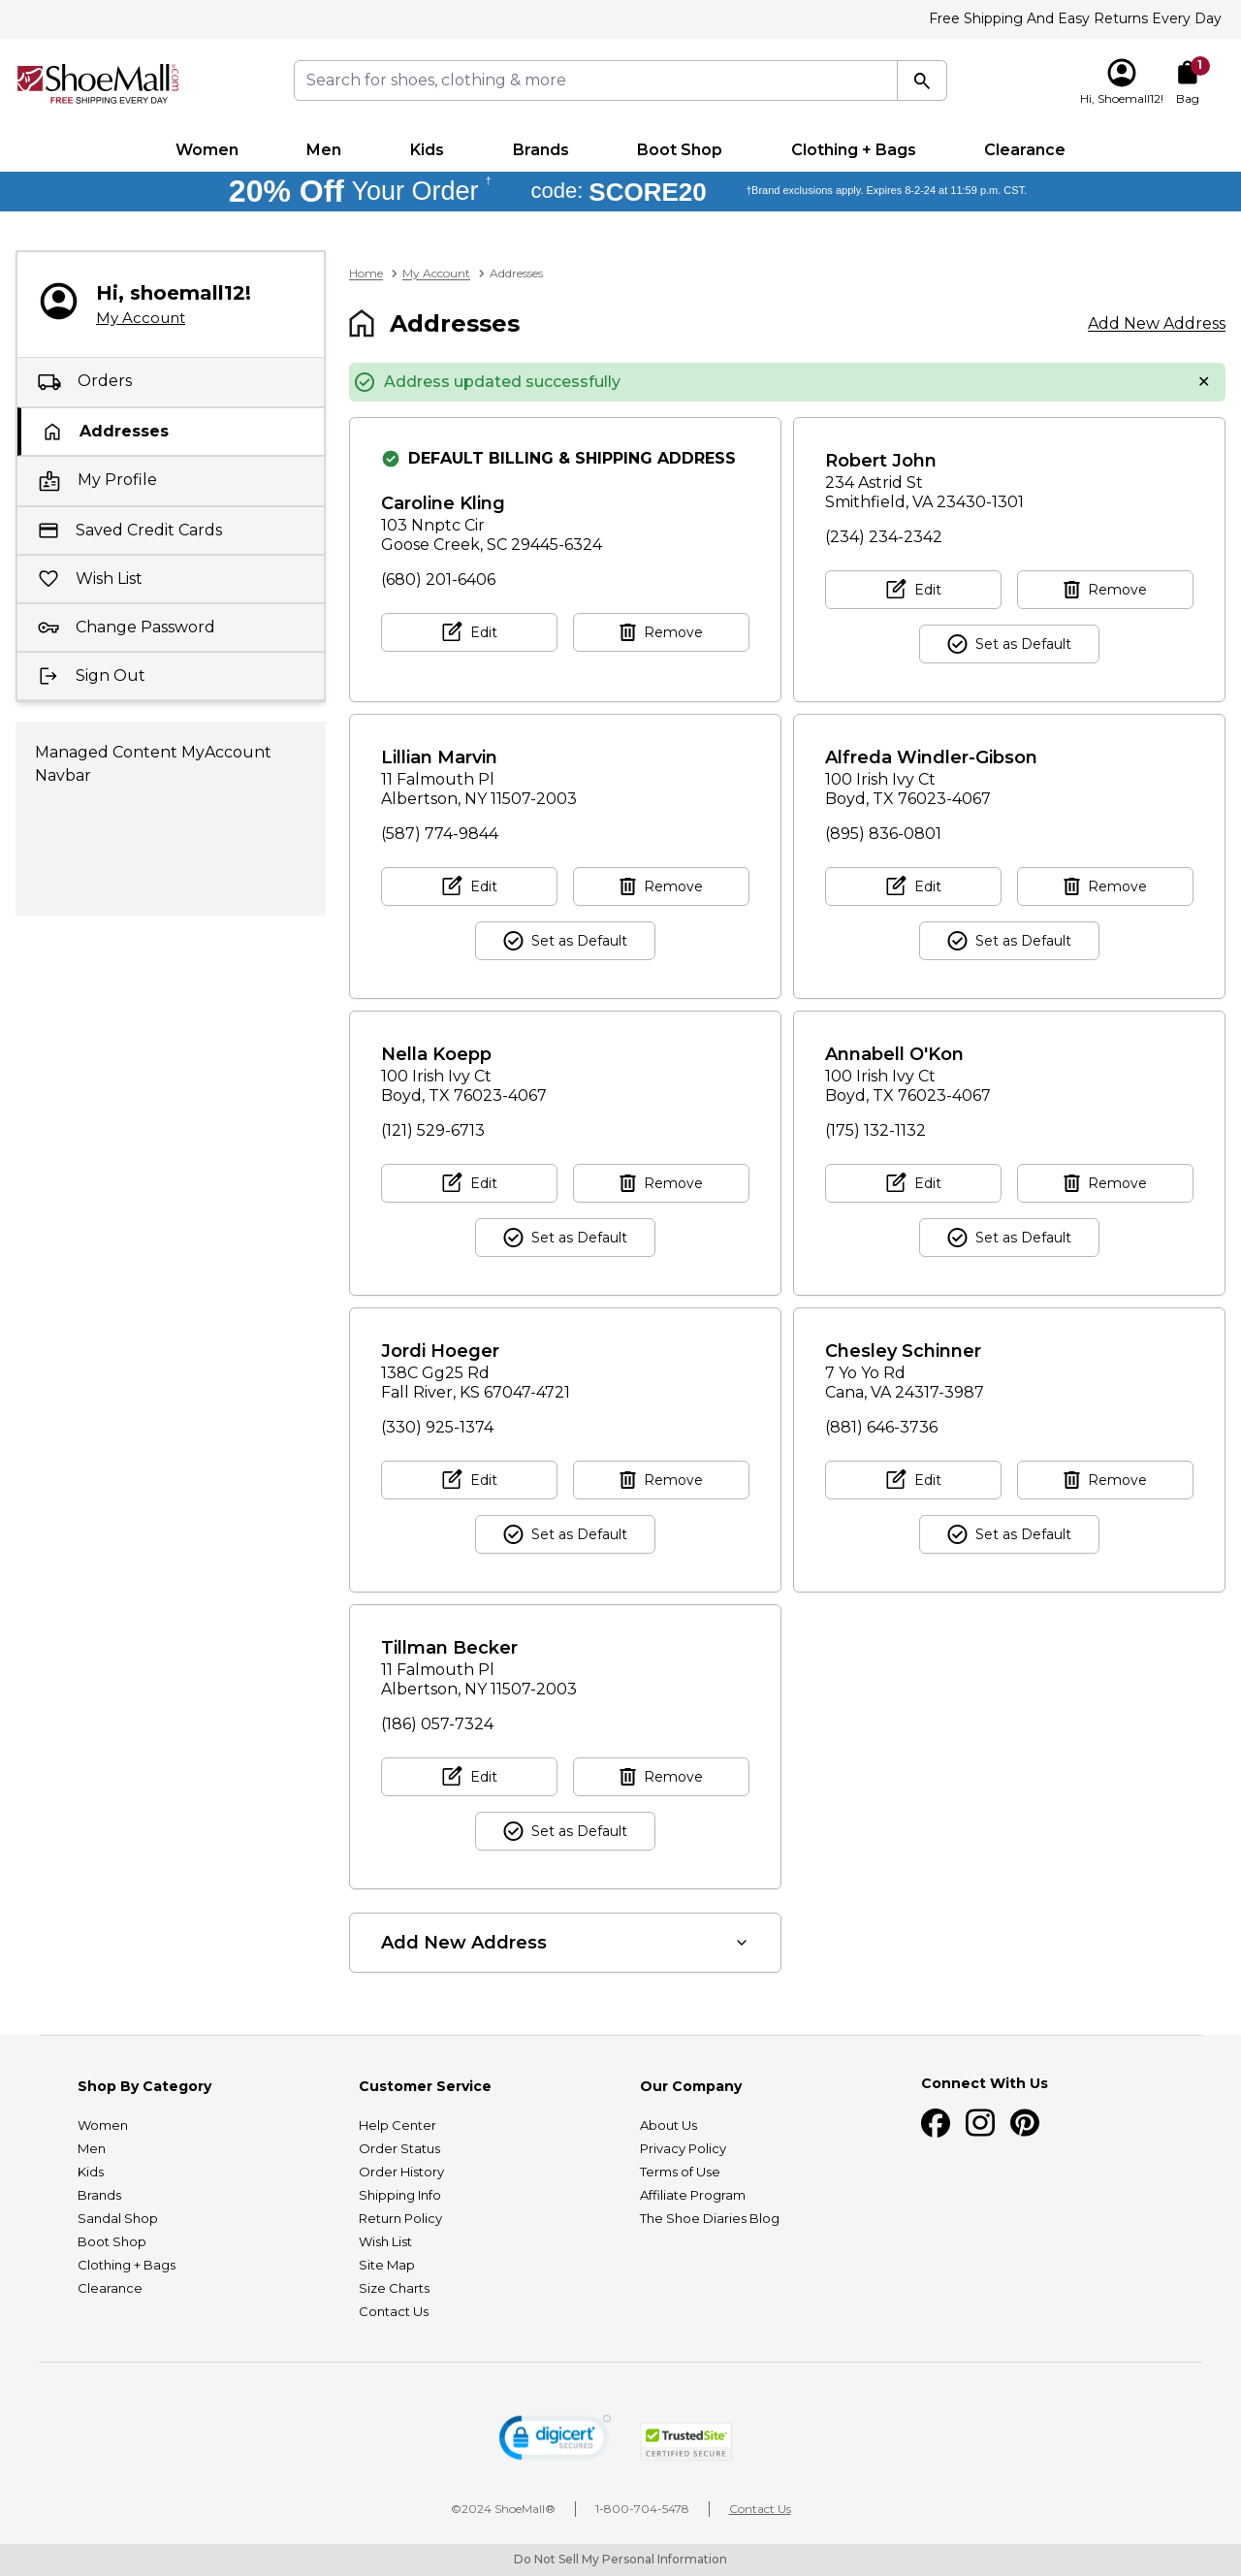 Free Shipping And Easy Returns Every Day
ShoeMall.com
FREE SHIPPING EVERY DAY
Search for shoes, clothing & more
Hi, Shoemall12!
1
Bag
Women Men Kids Brands Boot Shop Clothing + Bags Clearance
20% Off Your Order † code: SCORE20 †Brand exclusions apply. Expires 8-2-24 at 11:59 p.m. CST.
Hi, shoemall12!
My Account
Orders
Addresses
My Profile
Saved Credit Cards
Wish List
Change Password
Sign Out
Managed Content MyAccount
Navbar
Home > My Account > Addresses
Addresses
Add New Address
Address updated successfully
DEFAULT BILLING & SHIPPING ADDRESS
Caroline Kling
103 Nnptc Cir
Goose Creek, SC 29445-6324
(680) 201-6406
Edit Remove
Robert John
234 Astrid St
Smithfield, VA 23430-1301
(234) 234-2342
Edit Remove
Set as Default
Lillian Marvin
11 Falmouth Pl
Albertson, NY 11507-2003
(587) 774-9844
Edit Remove
Set as Default
Alfreda Windler-Gibson
100 Irish Ivy Ct
Boyd, TX 76023-4067
(895) 836-0801
Edit Remove
Set as Default
Nella Koepp
100 Irish Ivy Ct
Boyd, TX 76023-4067
(121) 529-6713
Edit Remove
Set as Default
Annabell O'Kon
100 Irish Ivy Ct
Boyd, TX 76023-4067
(175) 132-1132
Edit Remove
Set as Default
Jordi Hoeger
138C Gg25 Rd
Fall River, KS 67047-4721
(330) 925-1374
Edit Remove
Set as Default
Chesley Schinner
7 Yo Yo Rd
Cana, VA 24317-3987
(881) 646-3736
Edit Remove
Set as Default
Tillman Becker
11 Falmouth Pl
Albertson, NY 11507-2003
(186) 057-7324
Edit Remove
Set as Default
Add New Address
Shop By Category
Women
Men
Kids
Brands
Sandal Shop
Boot Shop
Clothing + Bags
Clearance
Customer Service
Help Center
Order Status
Order History
Shipping Info
Return Policy
Wish List
Site Map
Size Charts
Contact Us
Our Company
About Us
Privacy Policy
Terms of Use
Affiliate Program
The Shoe Diaries Blog
Connect With Us
digicert
SECURED
TrustedSite
CERTIFIED SECURE
©2024 ShoeMall® 1-800-704-5478 Contact Us
Do Not Sell My Personal Information